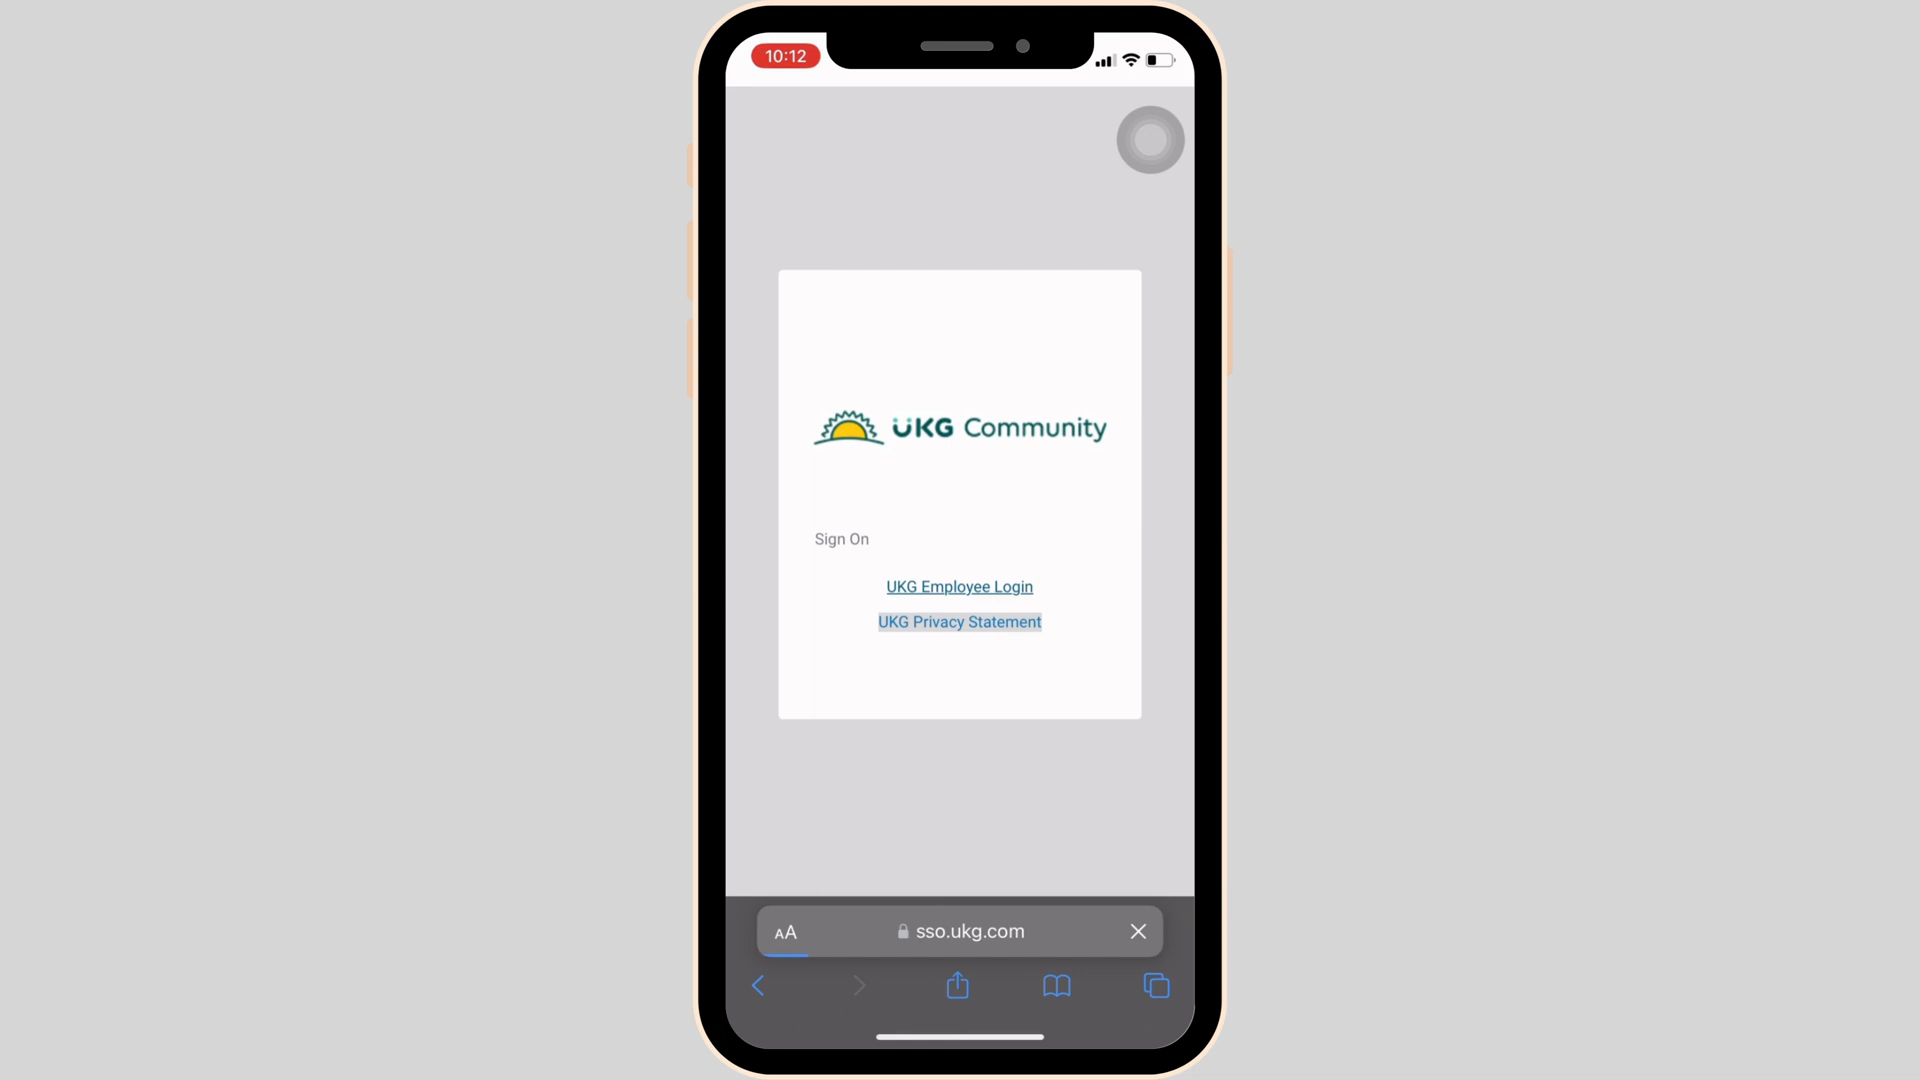 10:12
UKG Community
Sign On
UKG Employee Login
UKG Privacy Statement
AA
sso.ukg.com